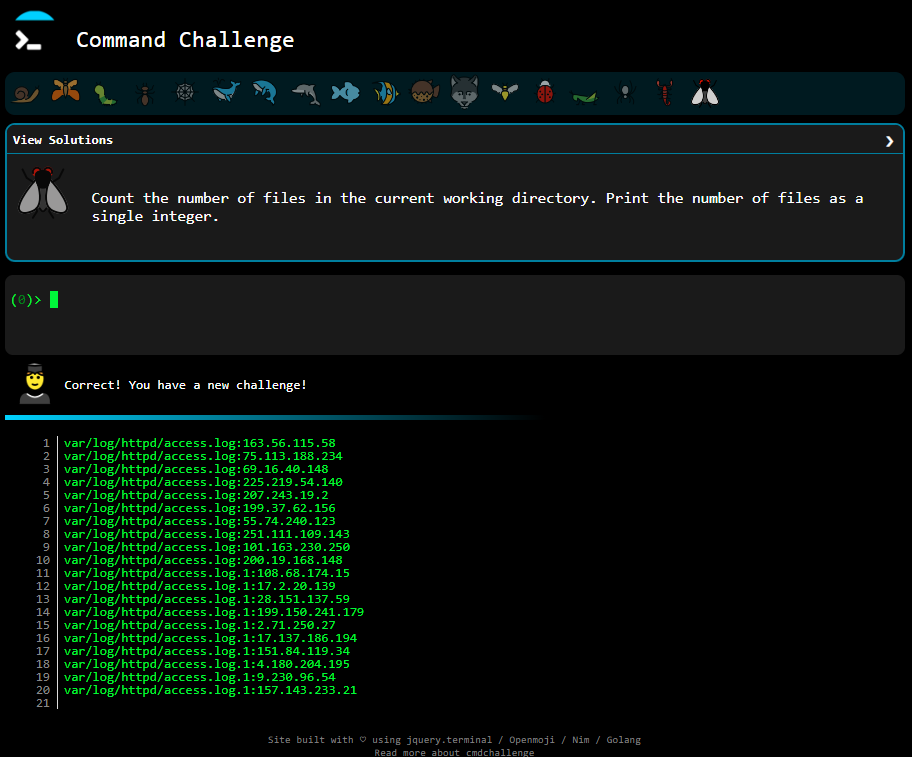 Command Challenge
View Solutions
Count the number of files in the current working directory. Print the number of files as a
single integer.
(0)>
Correct! You have a new challenge!
1 var/log/httpd/access.log:163.56.115.58
2 var/log/httpd/access.log:75.113.188.234
3 var/log/httpd/access.log:69.16.40.148
4 var/log/httpd/access.log:225.219.54.140
5 var/log/httpd/access.log:207.243.19.2
6 var/log/httpd/access.log:199.37.62.156
7 var/log/httpd/access.log:55.74.240.123
8 var/log/httpd/access.log:251.111.109.143
9 var/log/httpd/access.log:101.163.230.250
10 var/log/httpd/access.log:200.19.168.148
11 var/log/httpd/access.log.1:108.68.174.15
12 var/log/httpd/access.log.1:17.2.20.139
13 var/log/httpd/access.log.1:28.151.137.59
14 var/log/httpd/access.log.1:199.150.241.179
15 var/log/httpd/access.log.1:2.71.250.27
16 var/log/httpd/access.log.1:17.137.186.194
17 var/log/httpd/access.log.1:151.84.119.34
18 var/log/httpd/access.log.1:4.180.204.195
19 var/log/httpd/access.log.1:9.230.96.54
20 var/log/httpd/access.log.1:157.143.233.21
21
Site built with ♡ using jquery.terminal / Openmoji / Nim / Golang
Read more about cmdchallenge